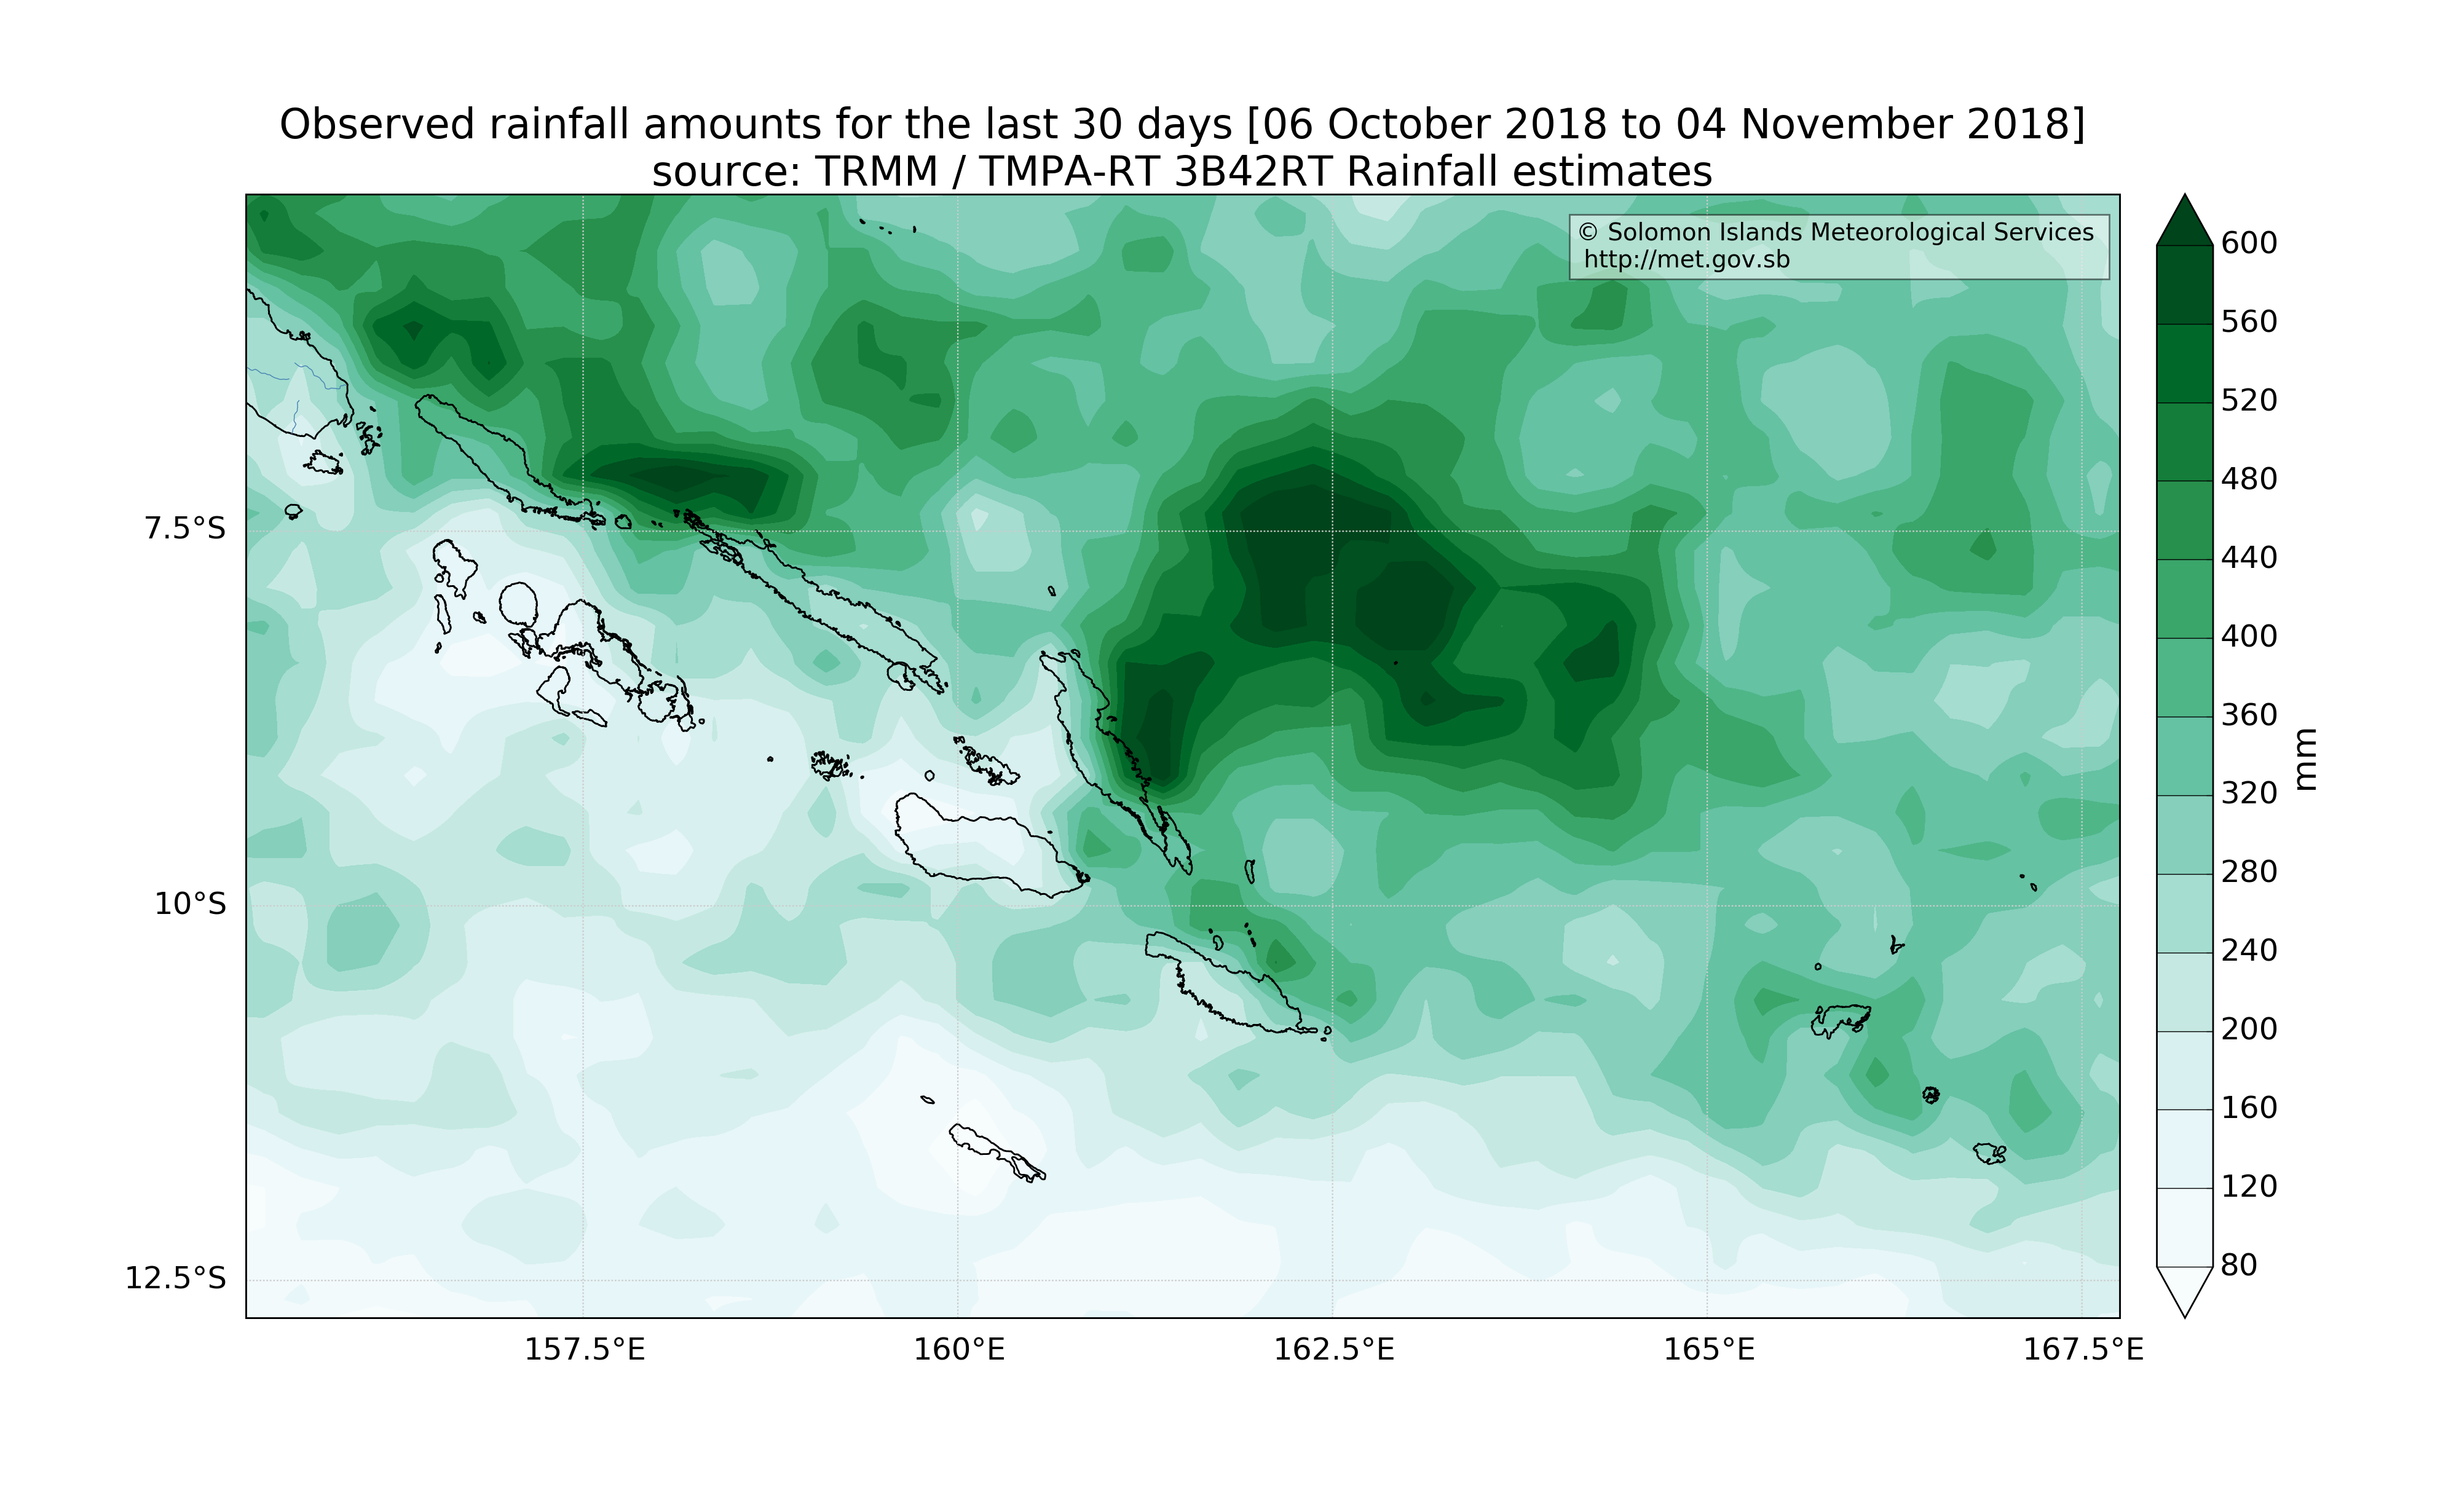 Observed rainfall amounts for the last 30 days [06 October 2018 to 04 November 2018]
source: TRMM / TMPA-RT 3B42RT Rainfall estimates
© Solomon Islands Meteorological Services
http://met.gov.sb
7.5°S
10°S
12.5°S
157.5°E
160°E
162.5°E
165°E
167.5°E
600
560
520
480
440
400
360
320
280
240
200
160
120
80
mm